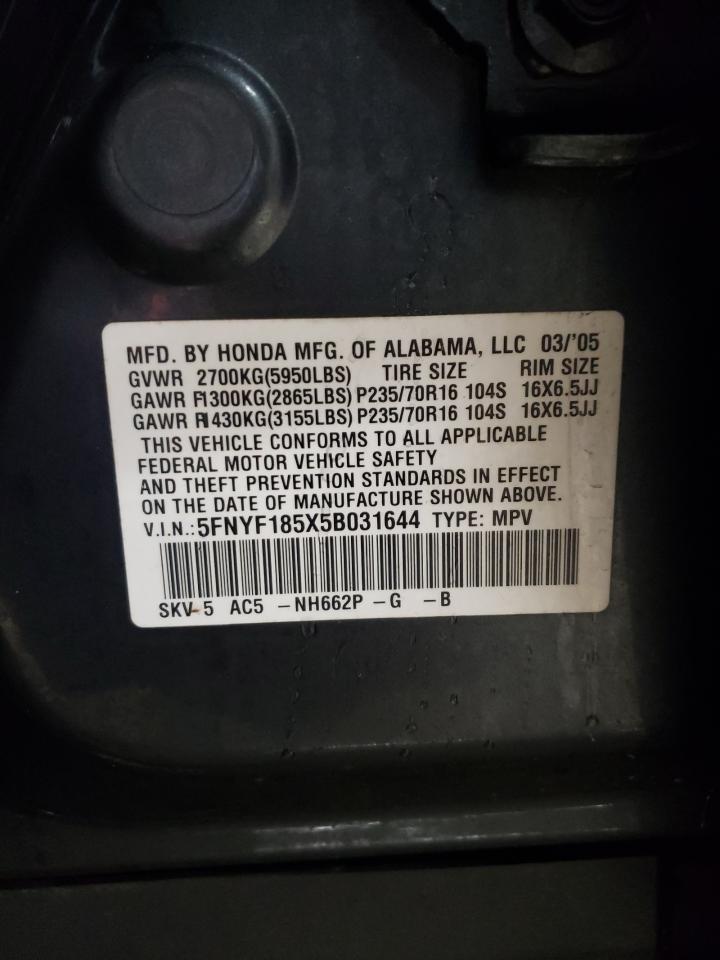 MFD. BY HONDA MFG. OF ALABAMA, LLC 03/'05
GVWR 2700KG(5950LBS) TIRE SIZE RIM SIZE
GAWR F1300KG(2865LBS) P235/70R16 104S 16X6.5JJ
GAWR R1430KG(3155LBS) P235/70R16 104S 16X6.5JJ
THIS VEHICLE CONFORMS TO ALL APPLICABLE
FEDERAL MOTOR VEHICLE SAFETY
AND THEFT PREVENTION STANDARDS IN EFFECT
ON THE DATE OF MANUFACTURE SHOWN ABOVE.
V.I.N.: 5FNYF185X5B031644 TYPE: MPV
SKV-5 AC5 -NH662P -G -B